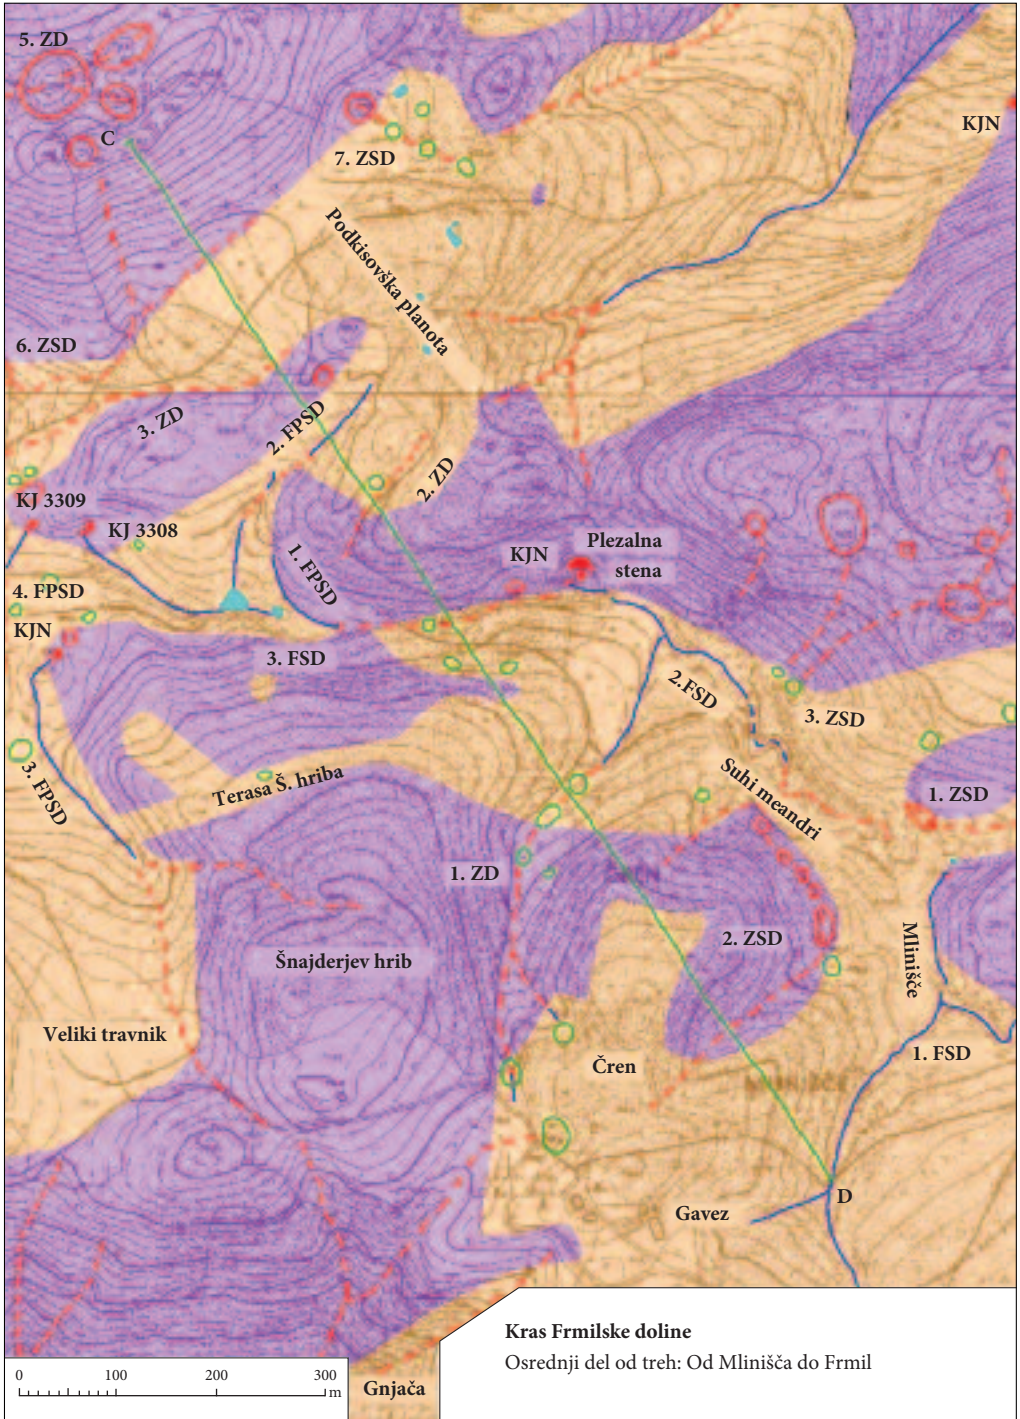 5. ZD
C
KJN
7. ZSD
Podkisovška planota
6. ZSD
3. ZD
2. FPSD
2. ZD
KJ 3309
KJ 3308
1. FPSD
KJN
Plezalna
stena
4. FPSD
KJN
3. FSD
2.FSD
3. ZSD
3. FPSD
Terasa Š. hriba
Suhi meandri
1. ZSD
1. ZD
2. ZSD
Mlinišče
Šnajderjev hrib
Veliki travnik
1. FSD
Čren
D
Gavez
Kras Frmilske doline
Osrednji del od treh: Od Mlinišča do Frmil
0 100 200 300
m
Gnjača